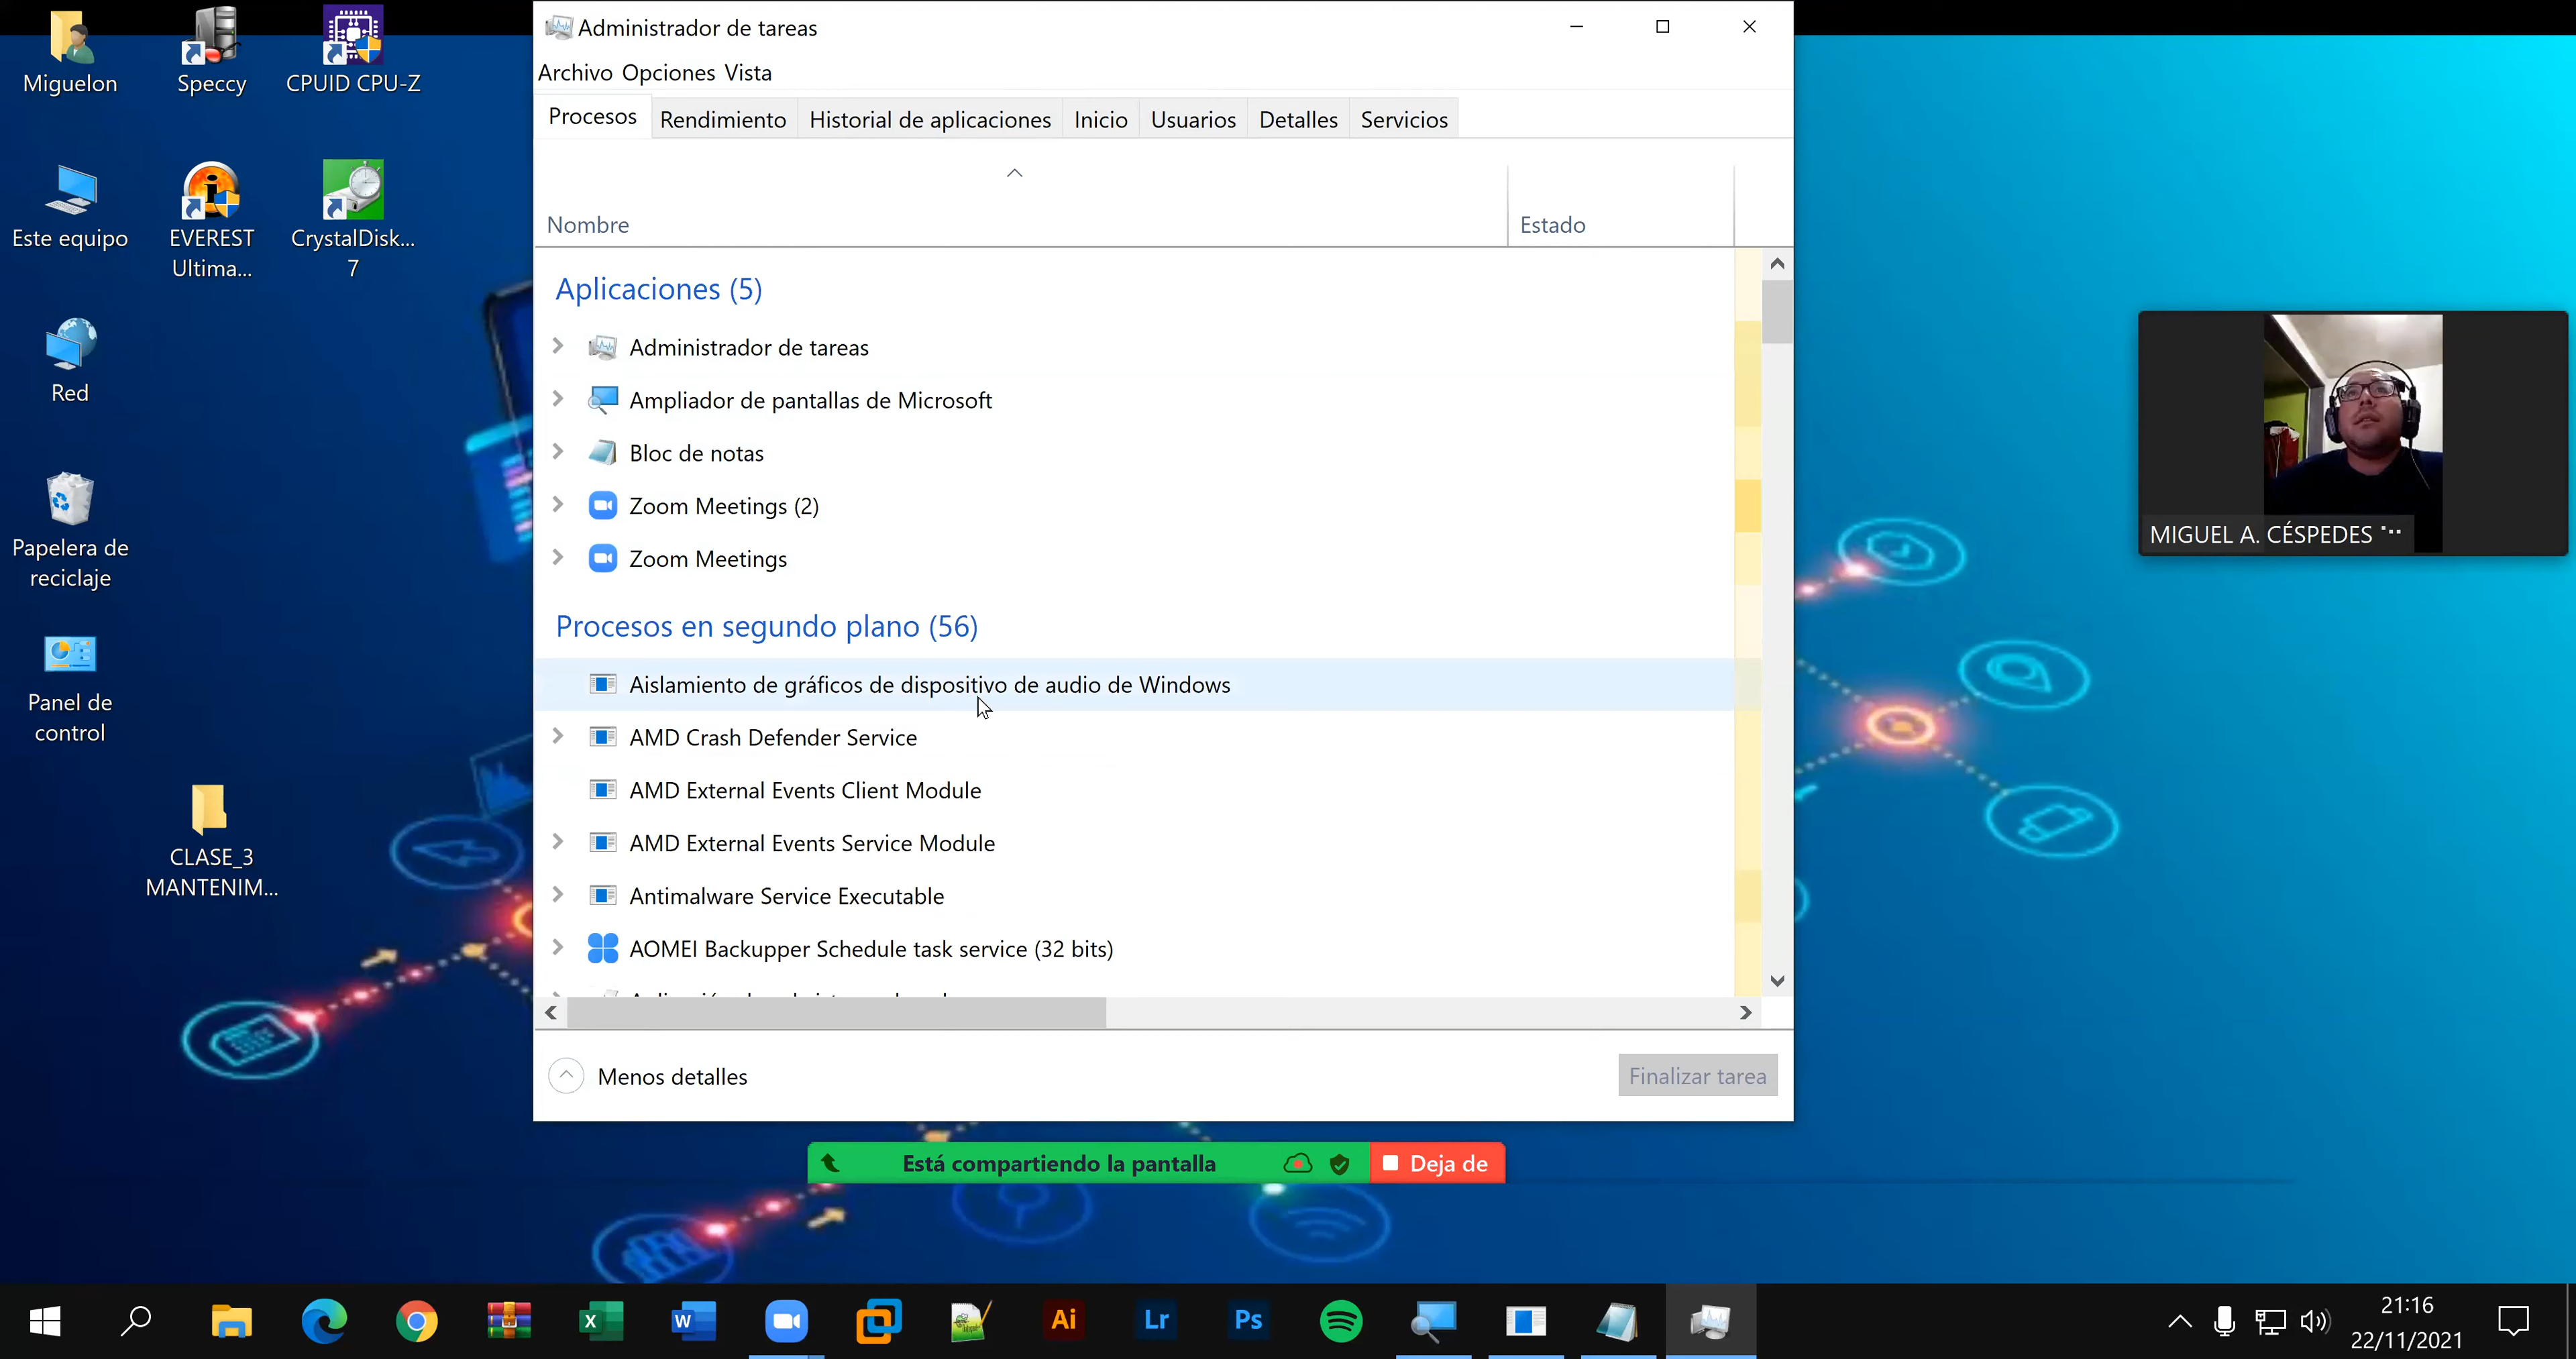 Miguelon
Speccy
CPUID CPU-Z
Este equipo
EVEREST
Ultima...
CrystalDisk...
7
Red
Papelera de
reciclaje
Panel de
control
CLASE_3
MANTENIM...
Administrador de tareas
Archivo Opciones Vista
Procesos Rendimiento Historial de aplicaciones Inicio Usuarios Detalles Servicios
Nombre Estado
Aplicaciones (5)
Administrador de tareas
Ampliador de pantallas de Microsoft
Bloc de notas
Zoom Meetings (2)
Zoom Meetings
Procesos en segundo plano (56)
Aislamiento de gráficos de dispositivo de audio de Windows
AMD Crash Defender Service
AMD External Events Client Module
AMD External Events Service Module
Antimalware Service Executable
AOMEI Backupper Schedule task service (32 bits)
Menos detalles
Finalizar tarea
MIGUEL A. CÉSPEDES ...
Está compartiendo la pantalla
Deja de
Ai
Lr
Ps
21:16
22/11/2021